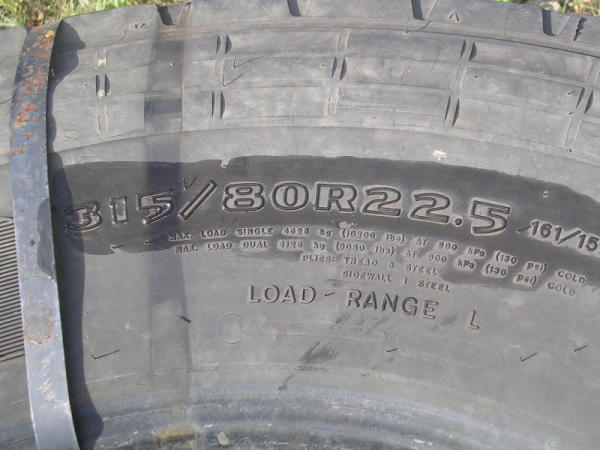 315/80R22.5 161/15
MAX. LOAD SINGLE 4625 kg (10200 lbs) AT 900 kPa (130 psi) COLD
MAX. LOAD DUAL 4125 kg (9090 lbs) AT 900 kPa (130 psi) COLD
PLIES: TREAD 5 STEEL
SIDEWALL 1 STEEL
LOAD RANGE L